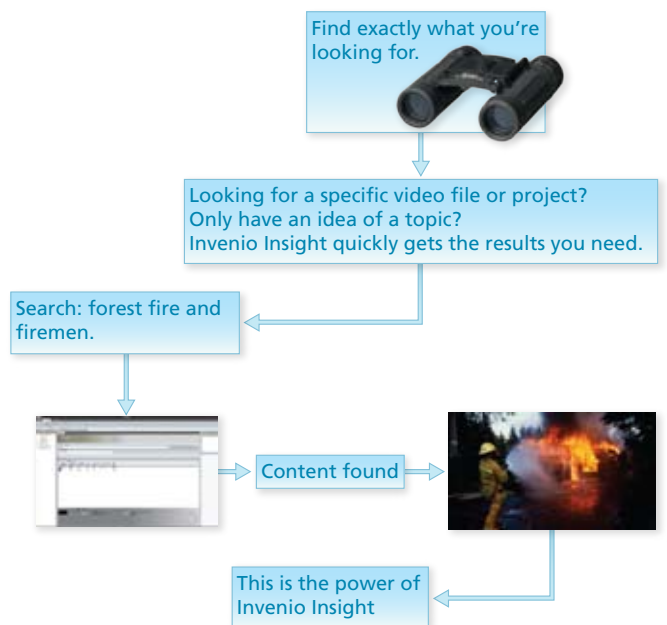 Find exactly what you’re
looking for.
Looking for a specific video file or project?
Only have an idea of a topic?
Invenio Insight quickly gets the results you need.
Search: forest fire and
firemen.
Content found
This is the power of
Invenio Insight